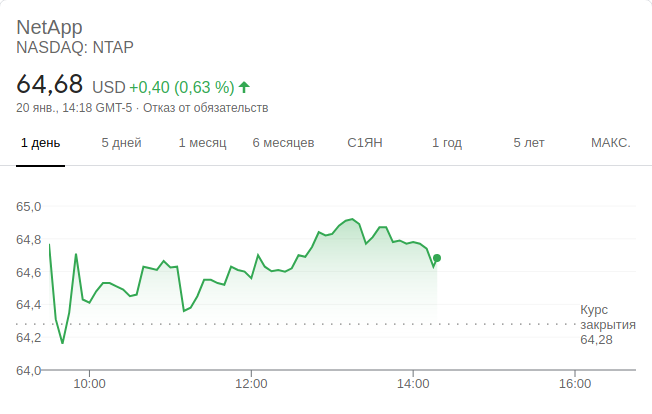 NetApp
NASDAQ: NTAP
64,68 USD +0,40 (0,63 %)
20 янв., 14:18 GMT-5 · Отказ от обязательств
1 день 5 дней 1 месяц 6 месяцев С1ЯН 1 год 5 лет МАКС.
65,0
64,8
64,6
64,4
64,2
64,0
Курс
закрытия
64,28
10:00 12:00 14:00 16:00